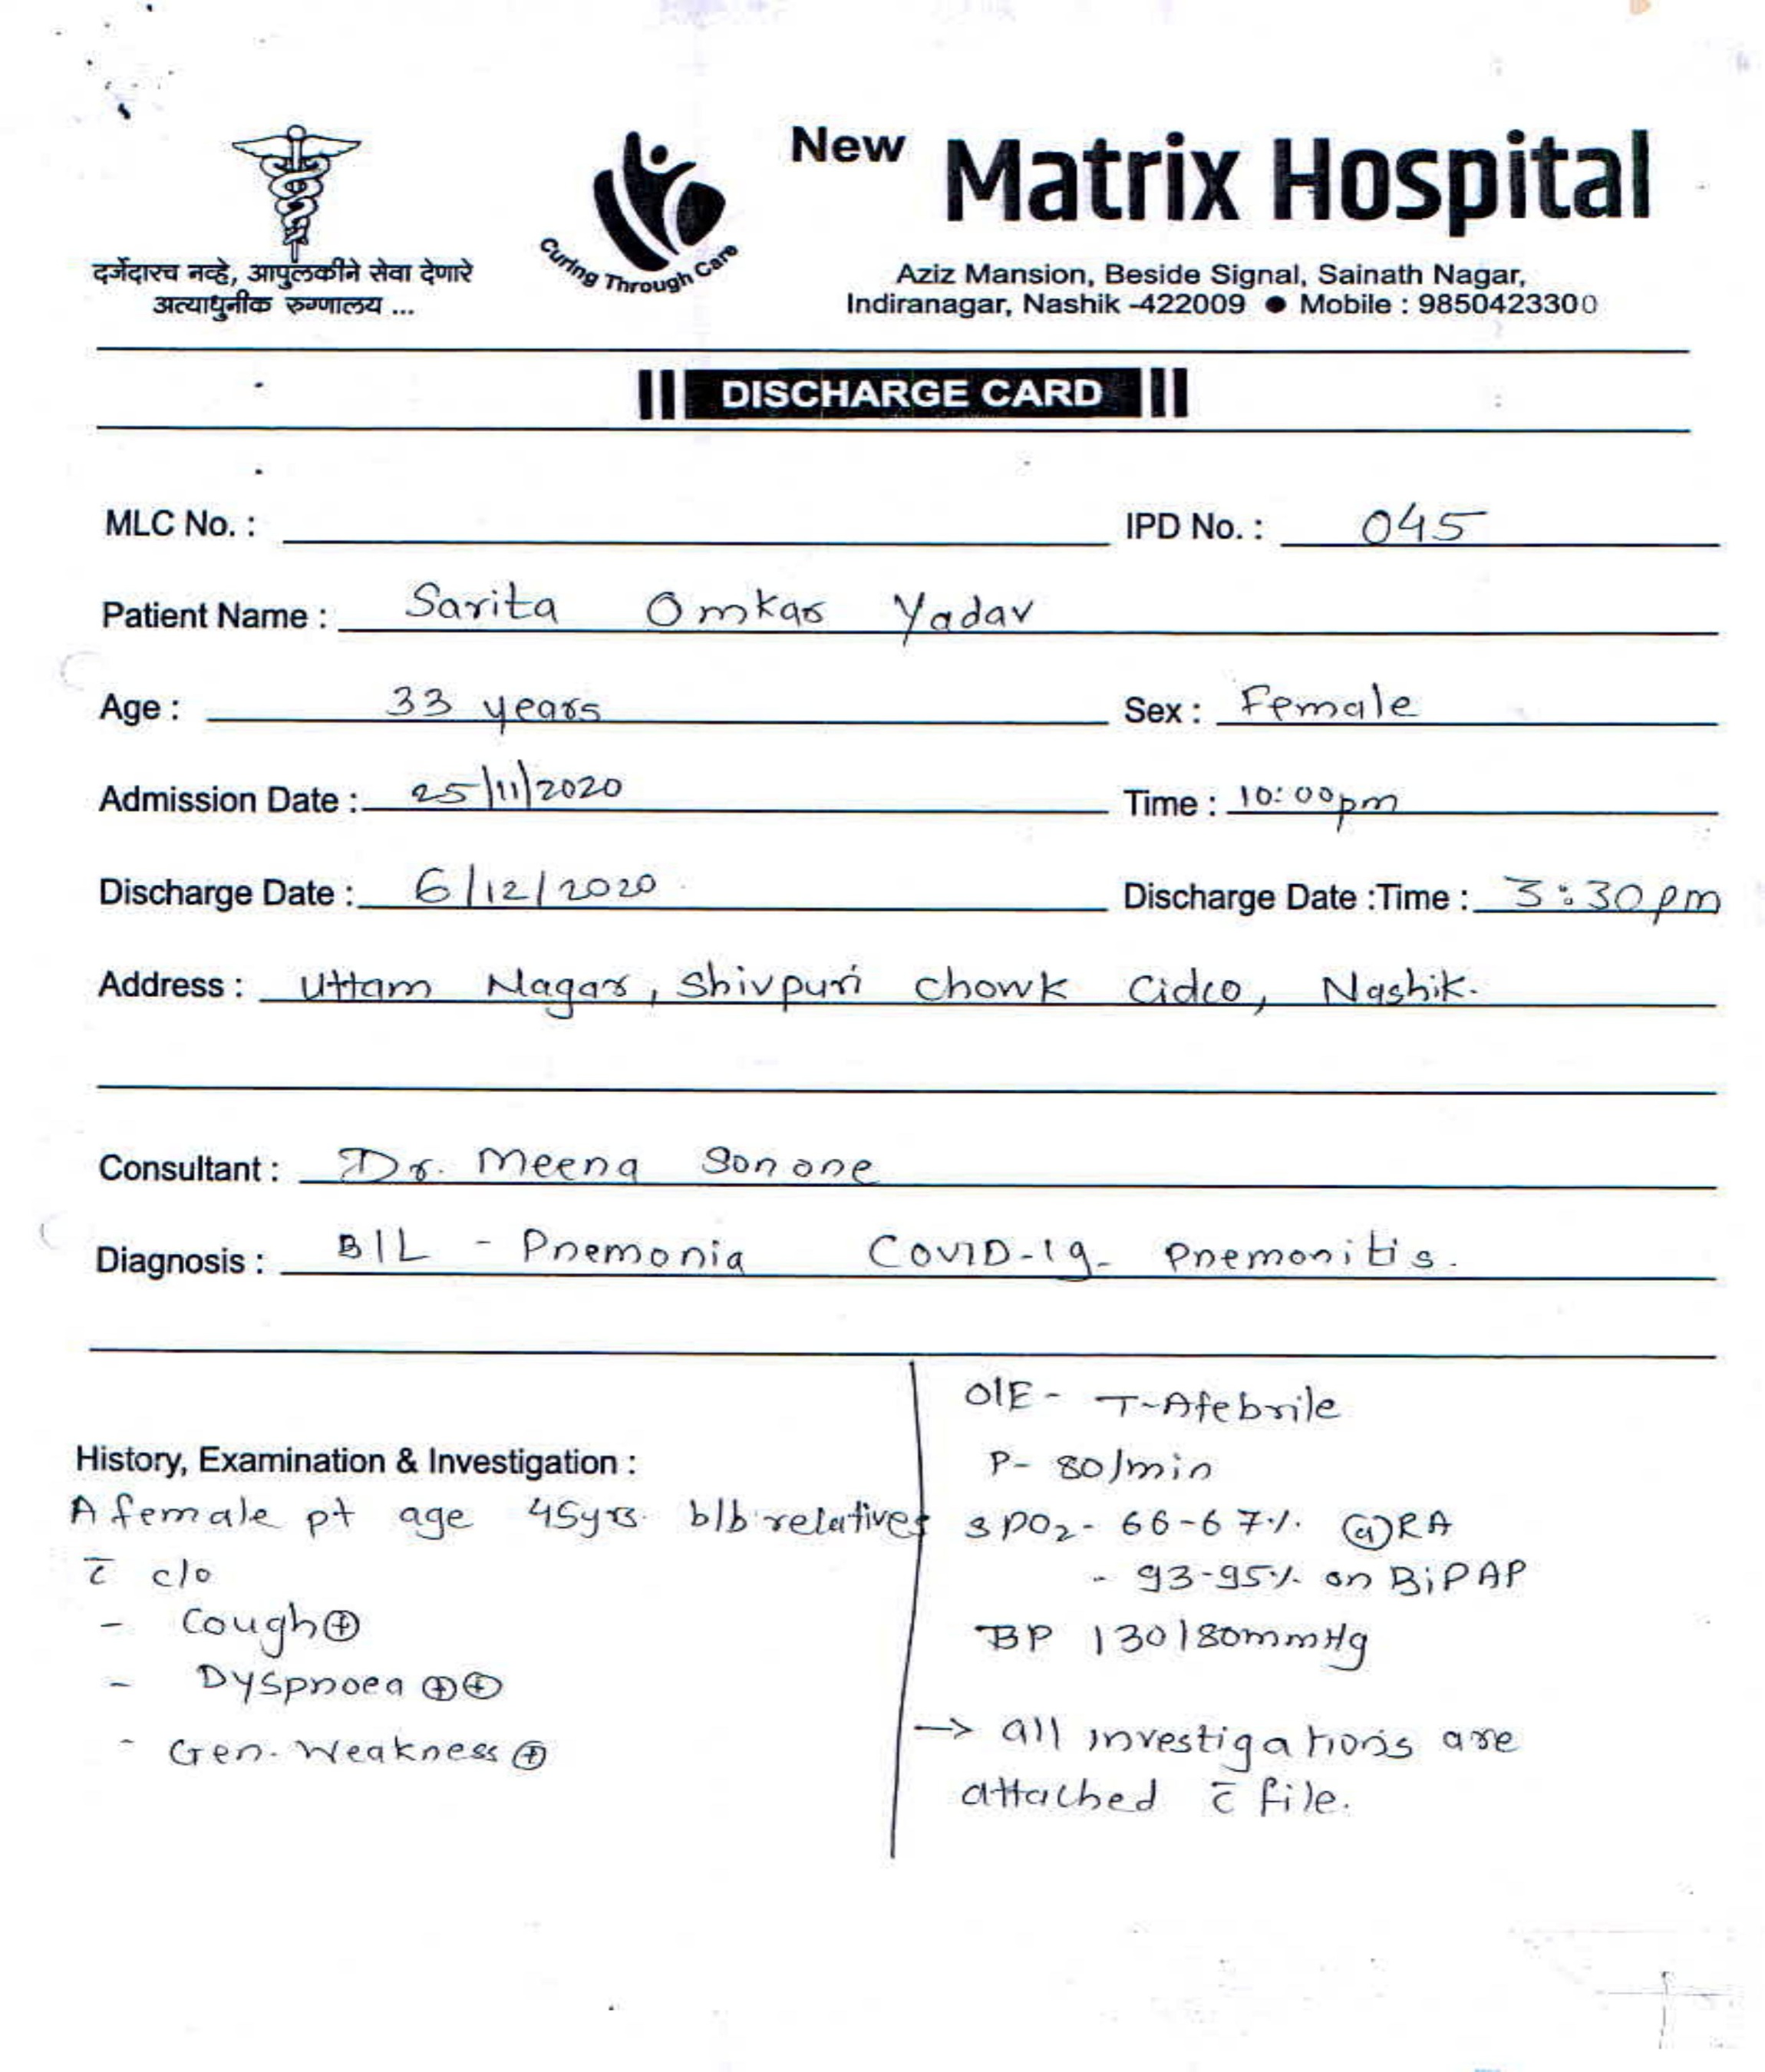 New Matrix Hospital
दर्जेदारच नव्हे, आपुलकीने सेवा देणारे
अत्याधुनीक रुग्णालय ...
Curing Through Care
Aziz Mansion, Beside Signal, Sainath Nagar,
Indiranagar, Nashik -422009 ● Mobile : 9850423300
DISCHARGE CARD
MLC No. : IPD No. : 045
Patient Name : Sarita Omkar Yadav
Age : 33 years Sex : Female
Admission Date : 25/11/2020 Time : 10:00pm
Discharge Date : 6/12/2020 Discharge Date :Time : 3:30pm
Address : Uttam Nagar, Shivpuri chowk Cidco, Nashik.
Consultant : Dr. Meena Sonone
Diagnosis : B/L - Pnemonia COVID-19- Pnemonitis.
History, Examination & Investigation :
A female pt age 45yrs. b/b relatives
c̄ c/o
- Cough ⊕
- Dyspnoea ⊕⊕
- Gen. Weakness ⊕
O/E - T-Afebrile
P- 80/min
SPO2- 66-67% @RA
- 93-95% on BiPAP
BP 130/80mmHg
→ all investigations are
attached c̄ file.